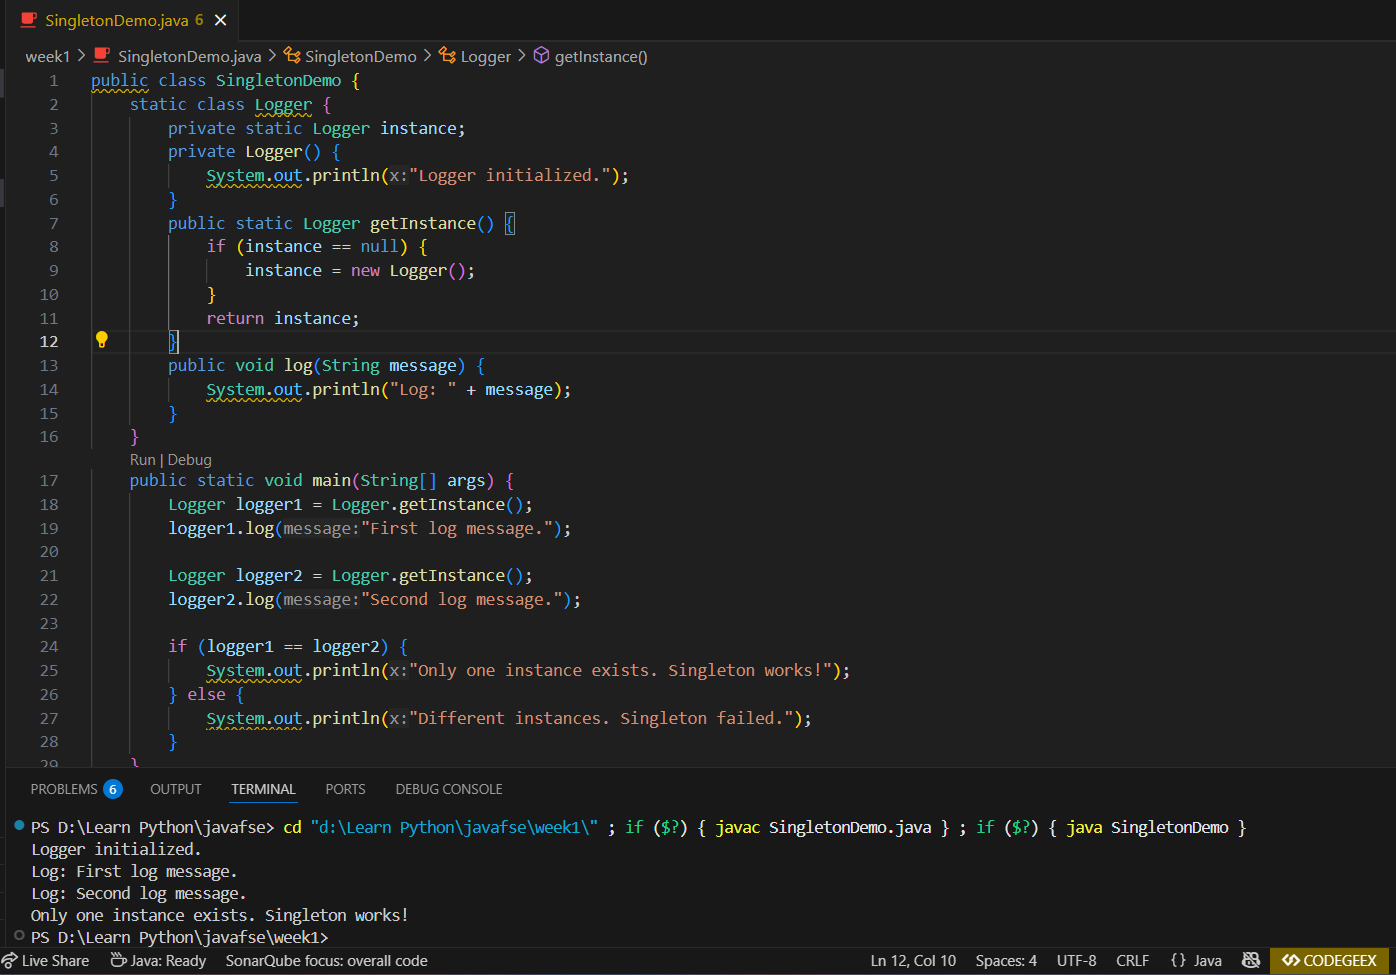 SingletonDemo.java 6
week1 > SingletonDemo.java > SingletonDemo > Logger > getInstance()
1 public class SingletonDemo {
2     static class Logger {
3         private static Logger instance;
4         private Logger() {
5             System.out.println(x:"Logger initialized.");
6         }
7         public static Logger getInstance() {
8             if (instance == null) {
9                 instance = new Logger();
10             }
11             return instance;
12         }
13         public void log(String message) {
14             System.out.println("Log: " + message);
15         }
16     }
Run | Debug
17     public static void main(String[] args) {
18         Logger logger1 = Logger.getInstance();
19         logger1.log(message:"First log message.");
20
21         Logger logger2 = Logger.getInstance();
22         logger2.log(message:"Second log message.");
23
24         if (logger1 == logger2) {
25             System.out.println(x:"Only one instance exists. Singleton works!");
26         } else {
27             System.out.println(x:"Different instances. Singleton failed.");
28         }
29     }
PROBLEMS 6 OUTPUT TERMINAL PORTS DEBUG CONSOLE
PS D:\Learn Python\javafse> cd "d:\Learn Python\javafse\week1\" ; if ($?) { javac SingletonDemo.java } ; if ($?) { java SingletonDemo }
Logger initialized.
Log: First log message.
Log: Second log message.
Only one instance exists. Singleton works!
PS D:\Learn Python\javafse\week1>
Live Share Java: Ready SonarQube focus: overall code Ln 12, Col 10 Spaces: 4 UTF-8 CRLF {} Java CODEGEEX